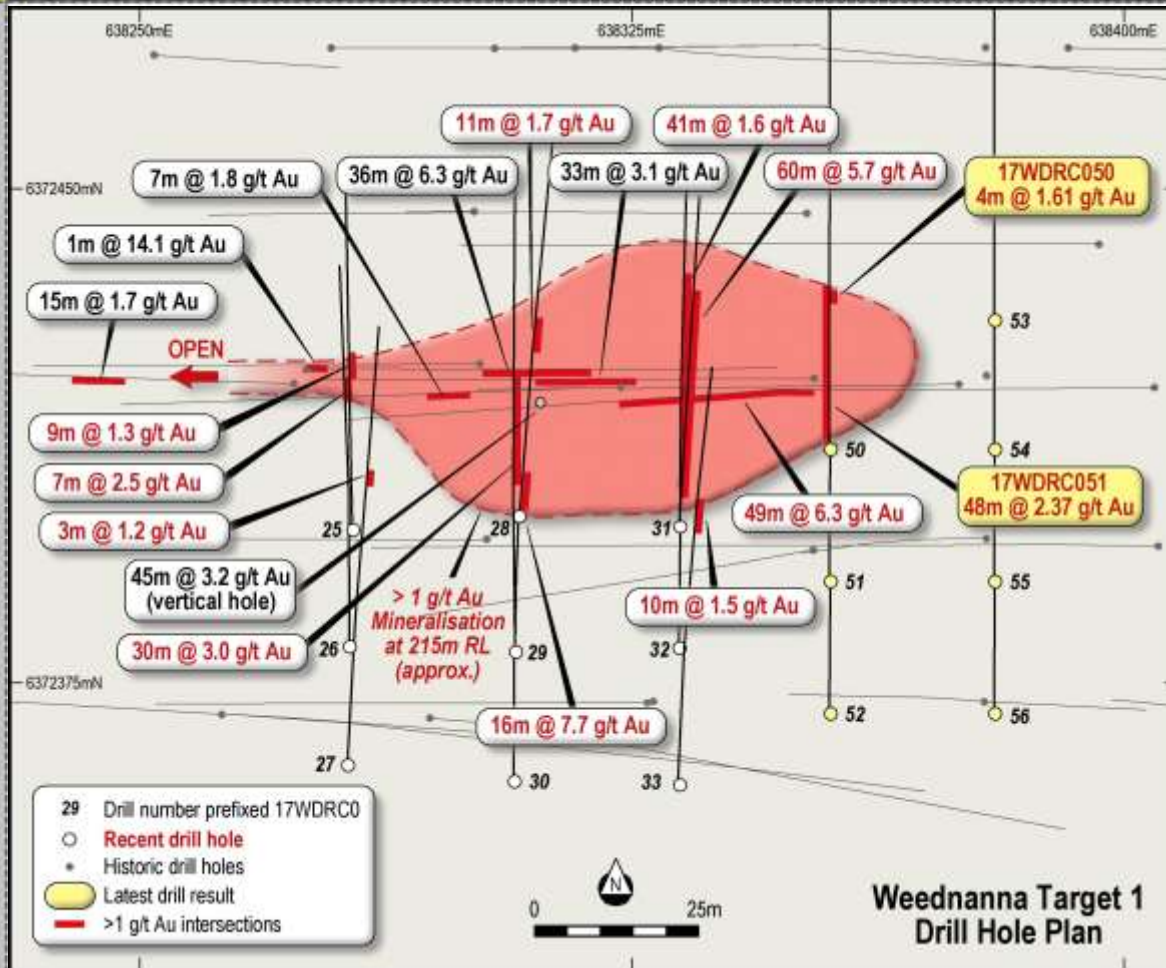 638250mE
638325mE
638400mE
11m @ 1.7 g/t Au
41m @ 1.6 g/t Au
7m @ 1.8 g/t Au
36m @ 6.3 g/t Au
33m @ 3.1 g/t Au
60m @ 5.7 g/t Au
17WDRC050
4m @ 1.61 g/t Au
6372450mN
1m @ 14.1 g/t Au
15m @ 1.7 g/t Au
53
OPEN
9m @ 1.3 g/t Au
50
54
7m @ 2.5 g/t Au
17WDRC051
48m @ 2.37 g/t Au
3m @ 1.2 g/t Au
25
28
31
49m @ 6.3 g/t Au
45m @ 3.2 g/t Au
(vertical hole)
> 1 g/t Au
Mineralisation
at 215m RL
(approx.)
51
55
10m @ 1.5 g/t Au
30m @ 3.0 g/t Au
26
29
32
6372375mN
16m @ 7.7 g/t Au
52
56
27
30
33
29 Drill number prefixed 17WDRC0
Recent drill hole
Historic drill holes
Latest drill result
>1 g/t Au intersections
N
0 25m
Weednanna Target 1
Drill Hole Plan